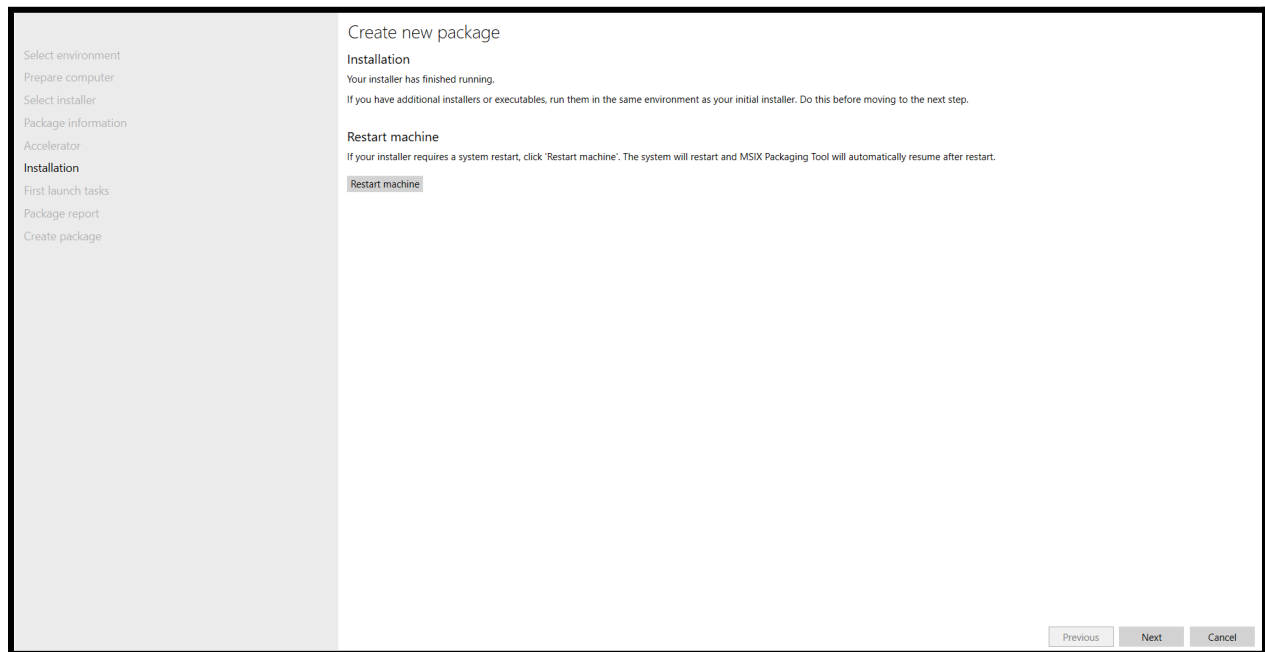 Create new package
Select environment
Prepare computer
Select installer
Package information
Accelerator
Installation
First launch tasks
Package report
Create package
Installation
Your installer has finished running.
If you have additional installers or executables, run them in the same environment as your initial installer. Do this before moving to the next step.
Restart machine
If your installer requires a system restart, click 'Restart machine'. The system will restart and MSIX Packaging Tool will automatically resume after restart.
Restart machine
Previous
Next
Cancel